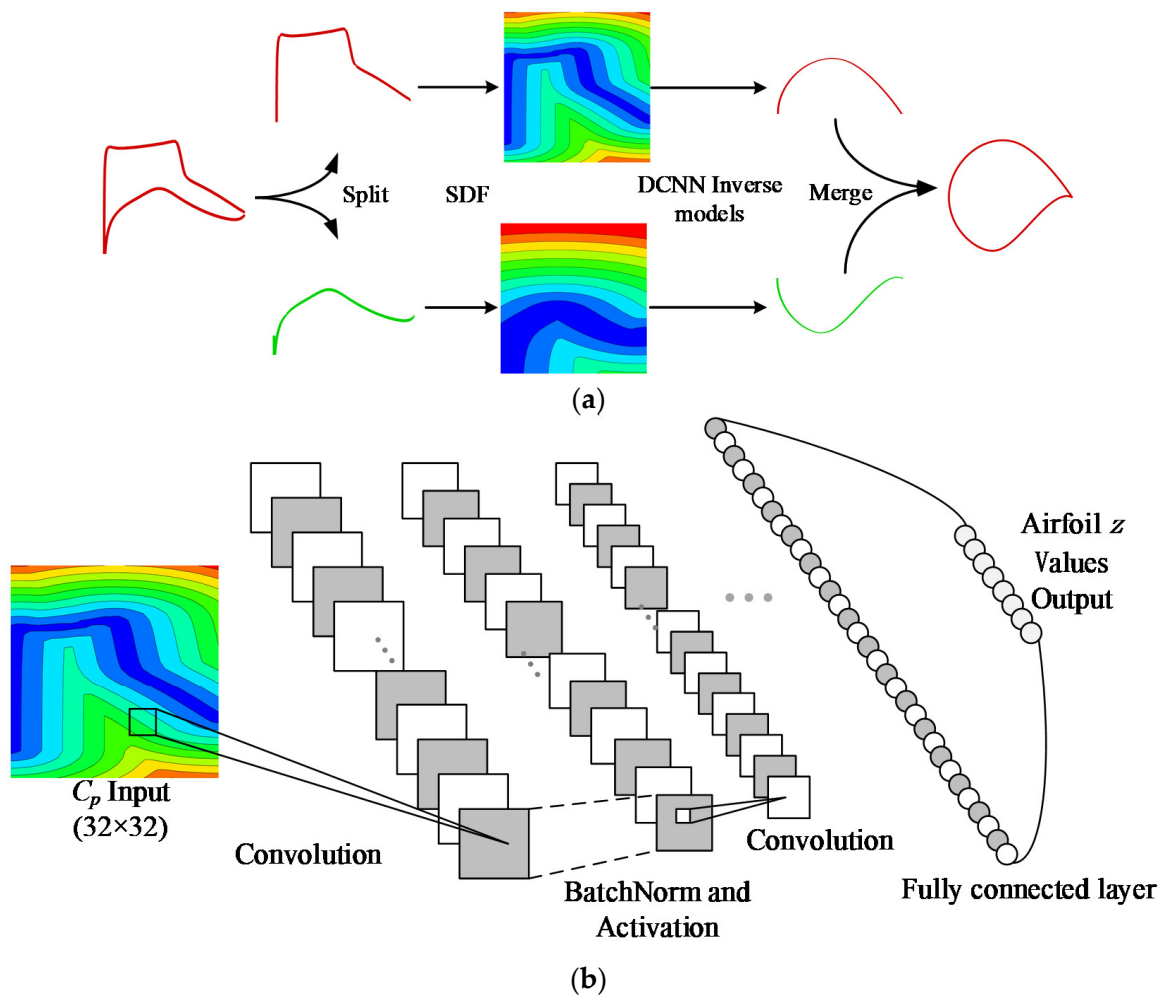 Split
SDF
DCNN Inverse
models
Merge
(a)
Airfoil z
Values
Output
C_p Input
(32×32)
Convolution
BatchNorm and
Activation
Convolution
Fully connected layer
(b)